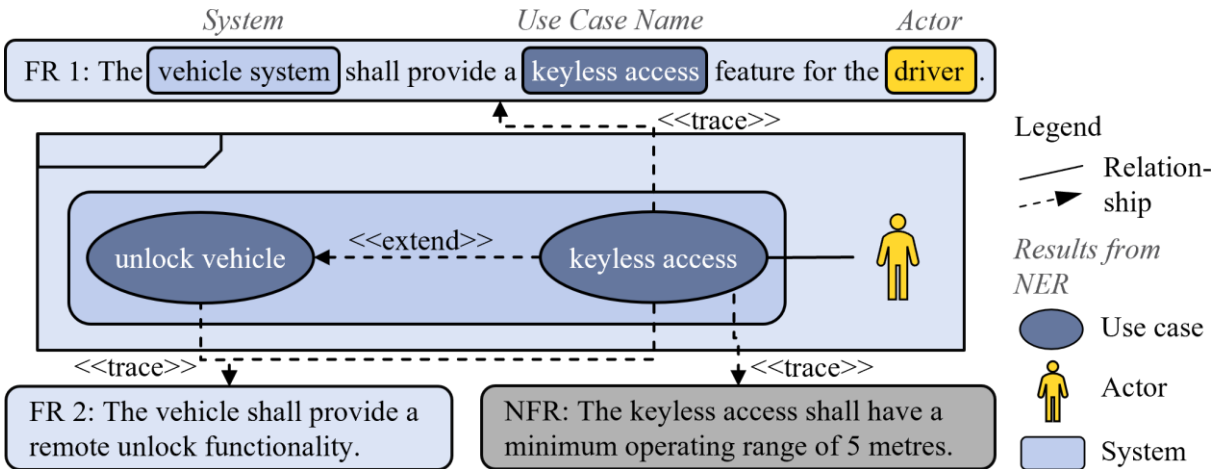 System
Use Case Name
Actor
FR 1: The vehicle system shall provide a keyless access feature for the driver.
<<trace>>
Legend
Relation-
ship
<<extend>>
unlock vehicle
keyless access
Results from
NER
Use case
<<trace>>
<<trace>>
FR 2: The vehicle shall provide a
remote unlock functionality.
NFR: The keyless access shall have a
minimum operating range of 5 metres.
Actor
System